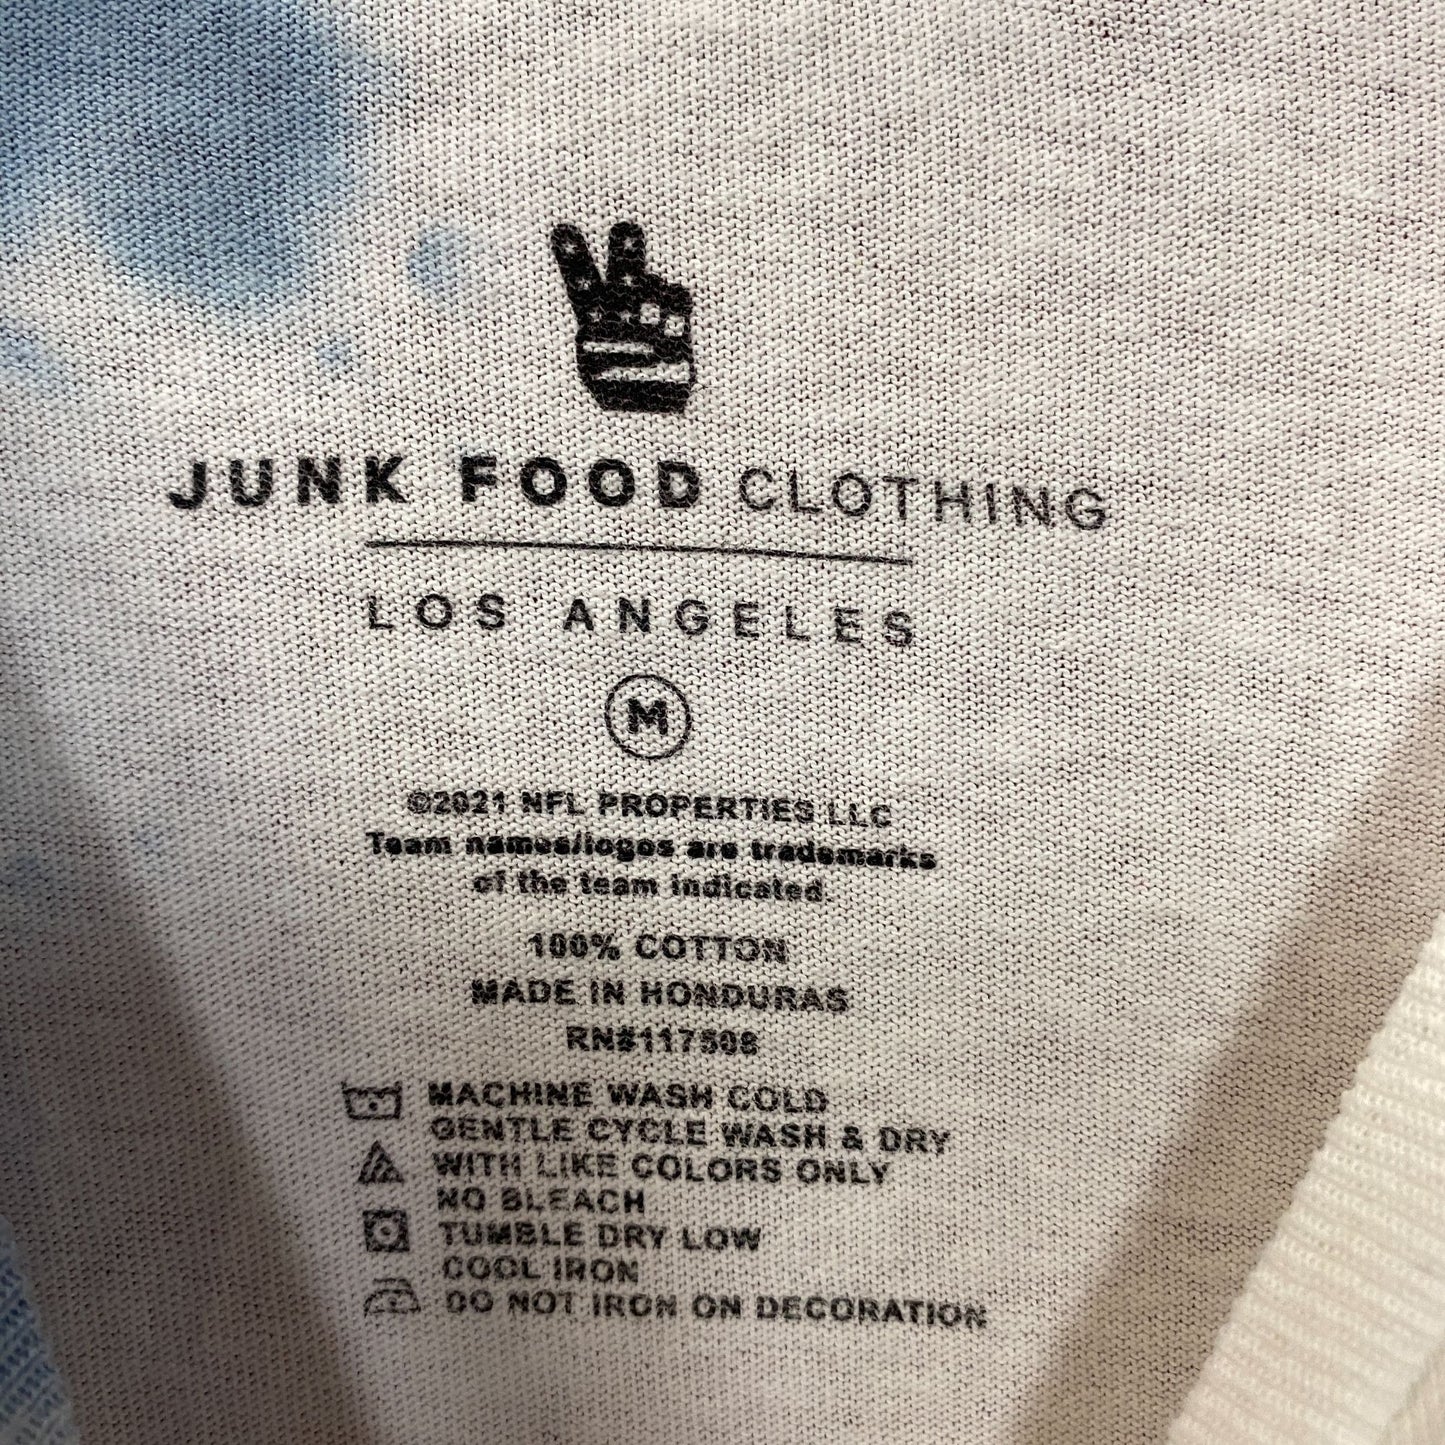 JUNK FOOD CLOTHING
LOS ANGELES
M
©2021 NFL PROPERTIES LLC
Team names/logos are trademarks
of the team indicated.
100% COTTON
MADE IN HONDURAS
RN#117508
MACHINE WASH COLD
GENTLE CYCLE WASH & DRY
WITH LIKE COLORS ONLY
NO BLEACH
TUMBLE DRY LOW
COOL IRON
DO NOT IRON ON DECORATION